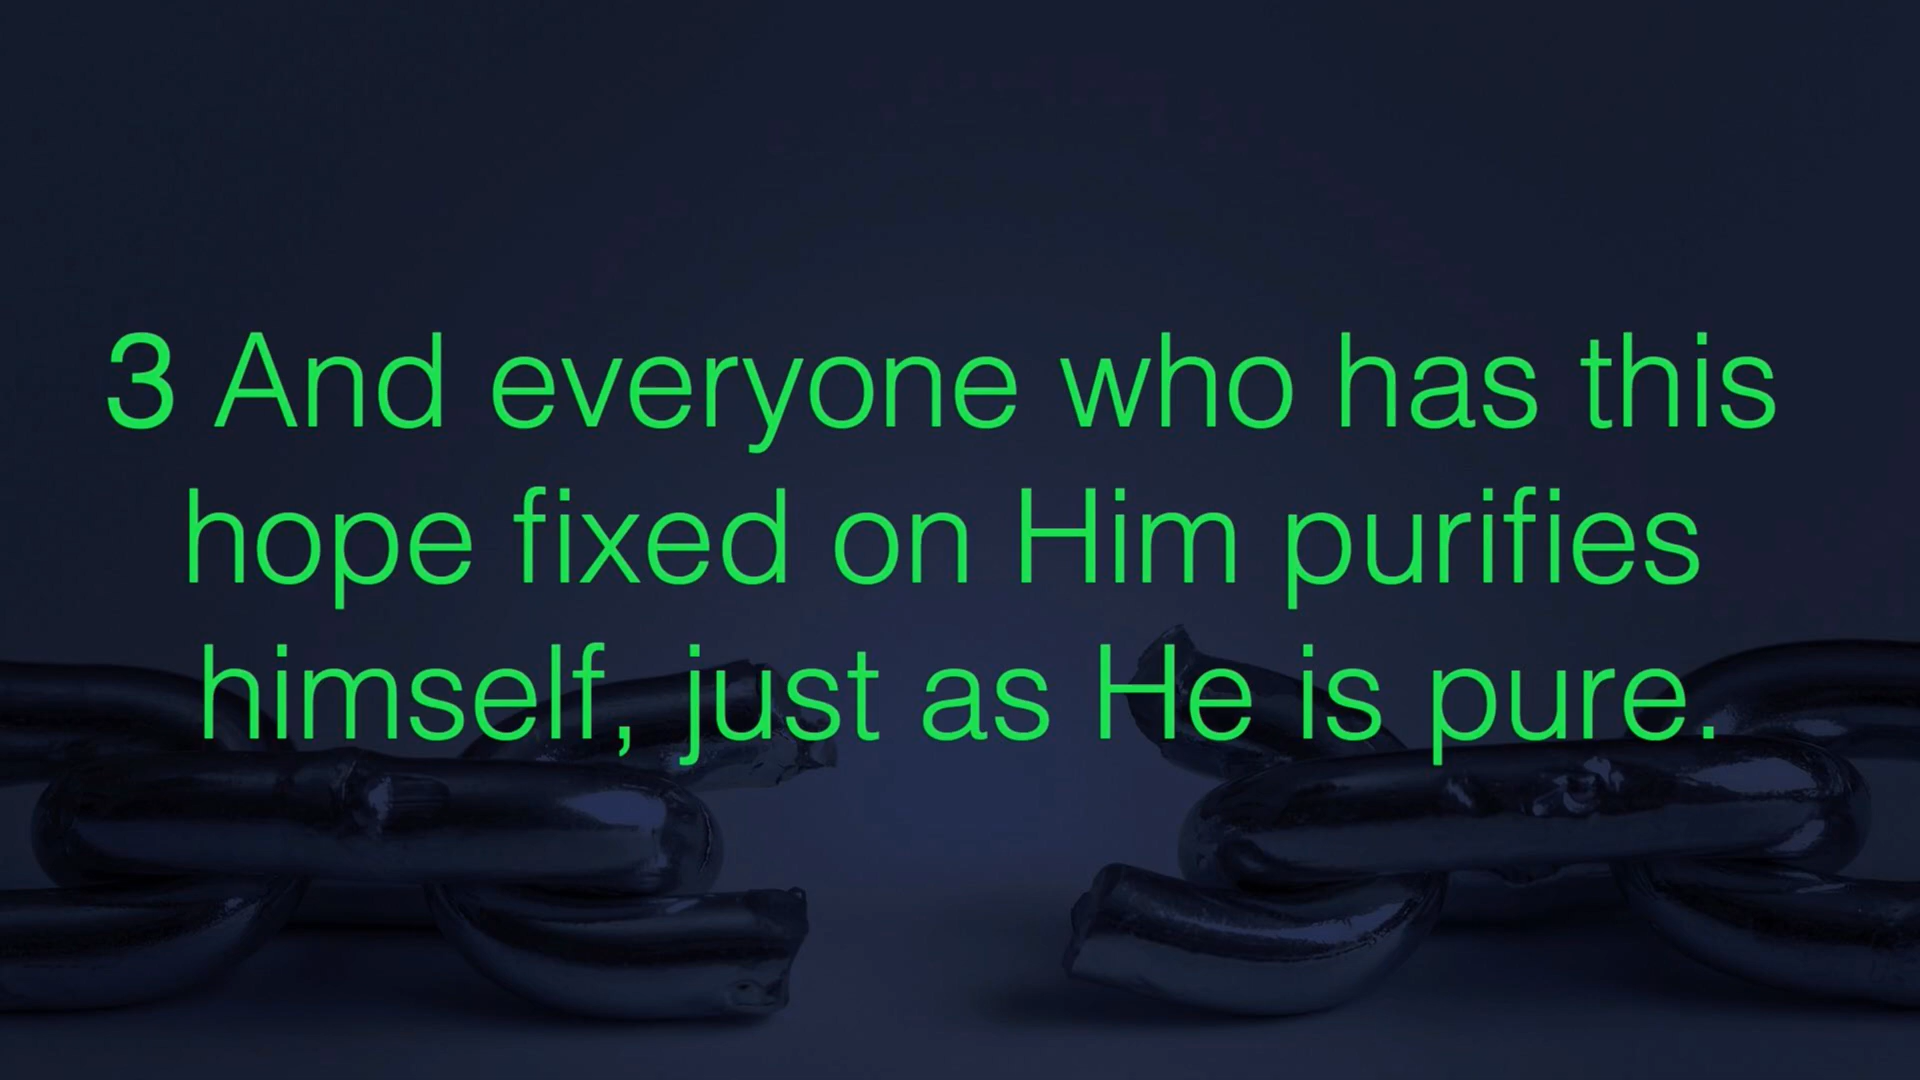 3 And everyone who has this
hope fixed on Him purifies
himself, just as He is pure.